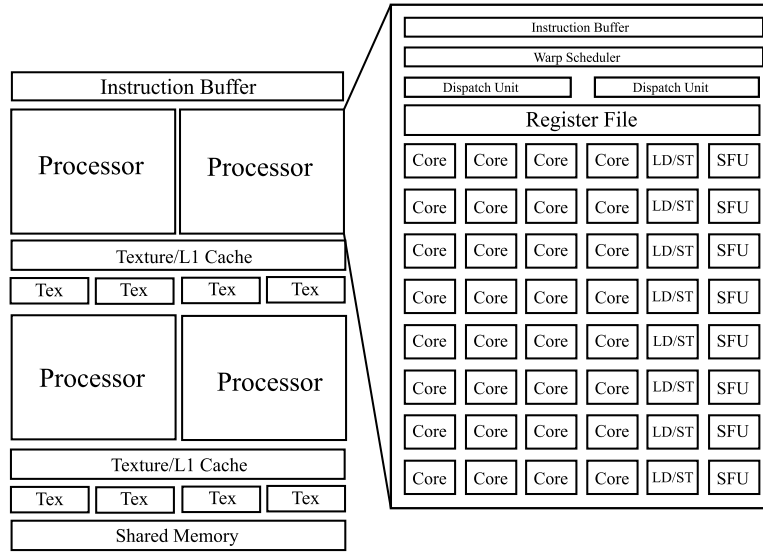 Instruction Buffer
Processor Processor
Texture/L1 Cache
Tex Tex Tex Tex
Processor Processor
Texture/L1 Cache
Tex Tex Tex Tex
Shared Memory
Instruction Buffer
Warp Scheduler
Dispatch Unit Dispatch Unit
Register File
Core Core Core Core LD/ST SFU
Core Core Core Core LD/ST SFU
Core Core Core Core LD/ST SFU
Core Core Core Core LD/ST SFU
Core Core Core Core LD/ST SFU
Core Core Core Core LD/ST SFU
Core Core Core Core LD/ST SFU
Core Core Core Core LD/ST SFU